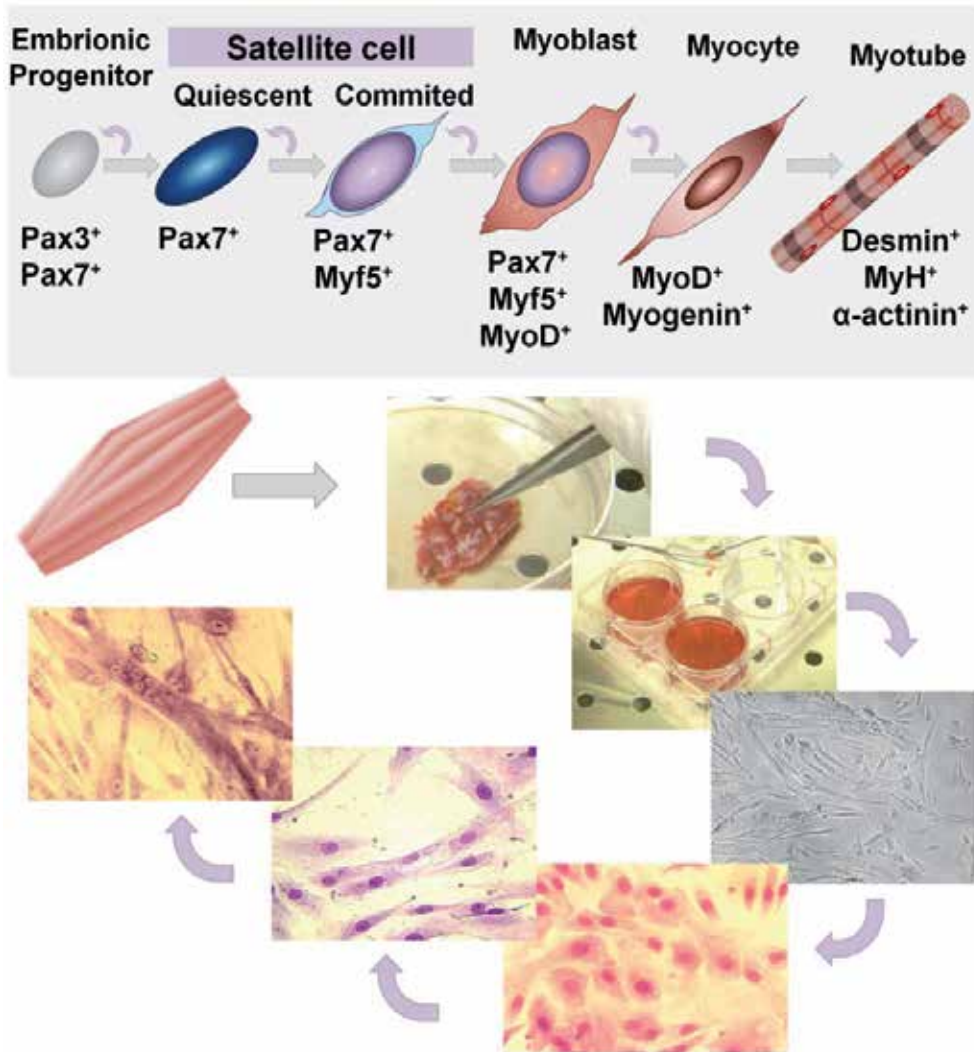 Embrionic
Progenitor
Satellite cell
Quiescent
Commited
Myoblast
Myocyte
Myotube
Pax3⁺
Pax7⁺
Pax7⁺
Pax7⁺
Myf5⁺
Pax7⁺
Myf5⁺
MyoD⁺
MyoD⁺
Myogenin⁺
Desmin⁺
MyH⁺
α-actinin⁺